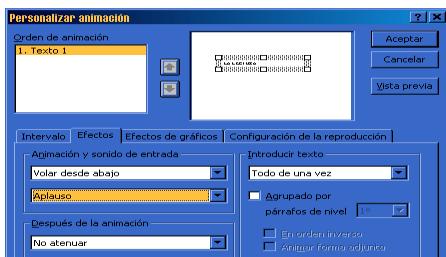 Personalizar animación
Orden de animación
1. Texto 1
Aceptar
Cancelar
Vista previa
Intervalo
Efectos
Efectos de gráficos
Configuración de la reproducción
Animación y sonido de entrada
Volar desde abajo
Aplauso
Después de la animación
No atenuar
Introducir texto
Todo de una vez
Agrupado por
párrafos de nivel
1º
En orden inverso
Animar forma adjunta